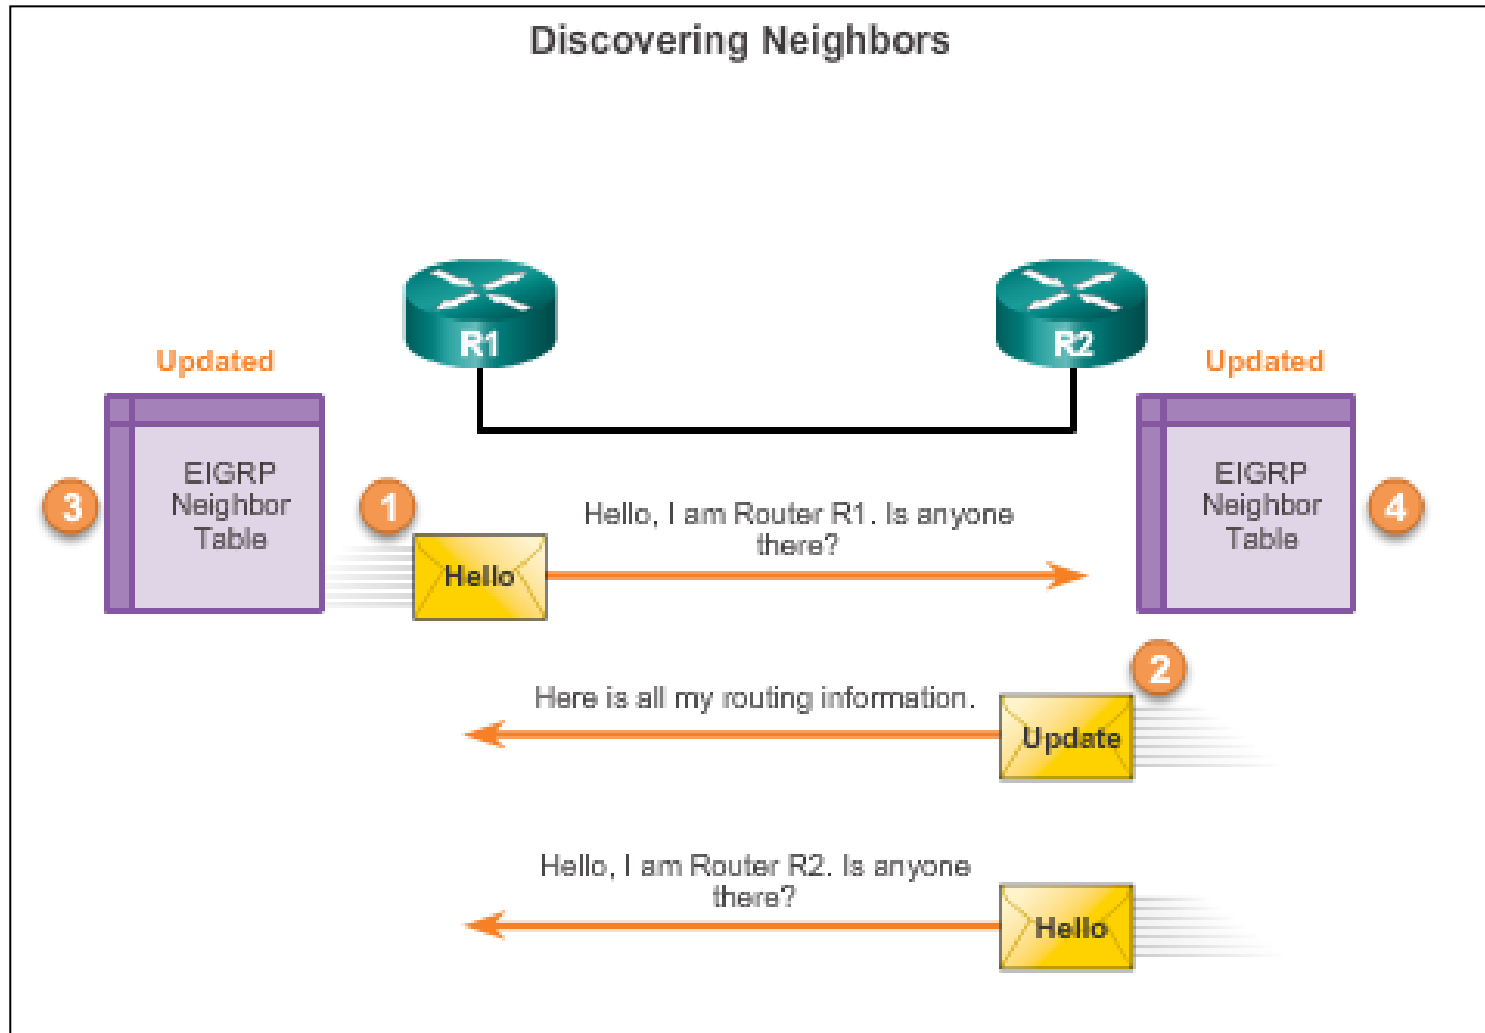 Discovering Neighbors
R1
R2
Updated
Updated
EIGRP
Neighbor
Table
EIGRP
Neighbor
Table
3
1
4
Hello, I am Router R1. Is anyone
there?
Hello
2
Here is all my routing information.
Update
Hello, I am Router R2. Is anyone
there?
Hello